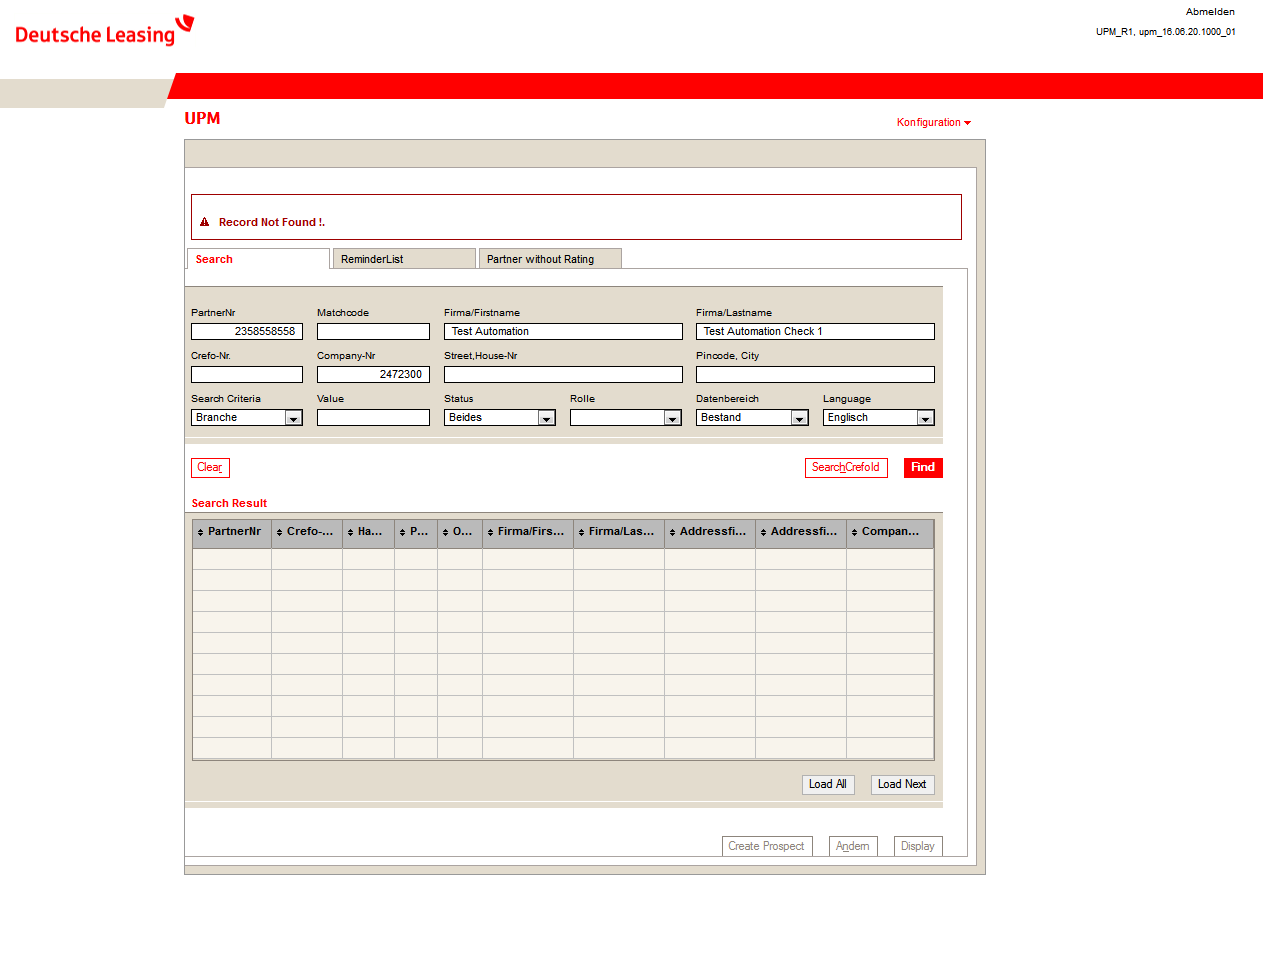 Deutsche Leasing
Abmelden
UPM_R1, upm_16.06.20.1000_01
UPM
Konfiguration
Record Not Found !.
Search ReminderList Partner without Rating
PartnerNr Matchcode Firma/Firstname Firma/Lastname
2358558558 Test Automation Test Automation Check 1
Crefo-Nr. Company-Nr Street,House-Nr Pincode, City
2472300
Search Criteria Value Status Rolle Datenbereich Language
Branche Beides Bestand Englisch
Clear SearchCrefoId Find
Search Result
PartnerNr Crefo-... Ha... P... O... Firma/Firs... Firma/Las... Addressfi... Addressfi... Compan...
Load All Load Next
Create Prospect Andern Display